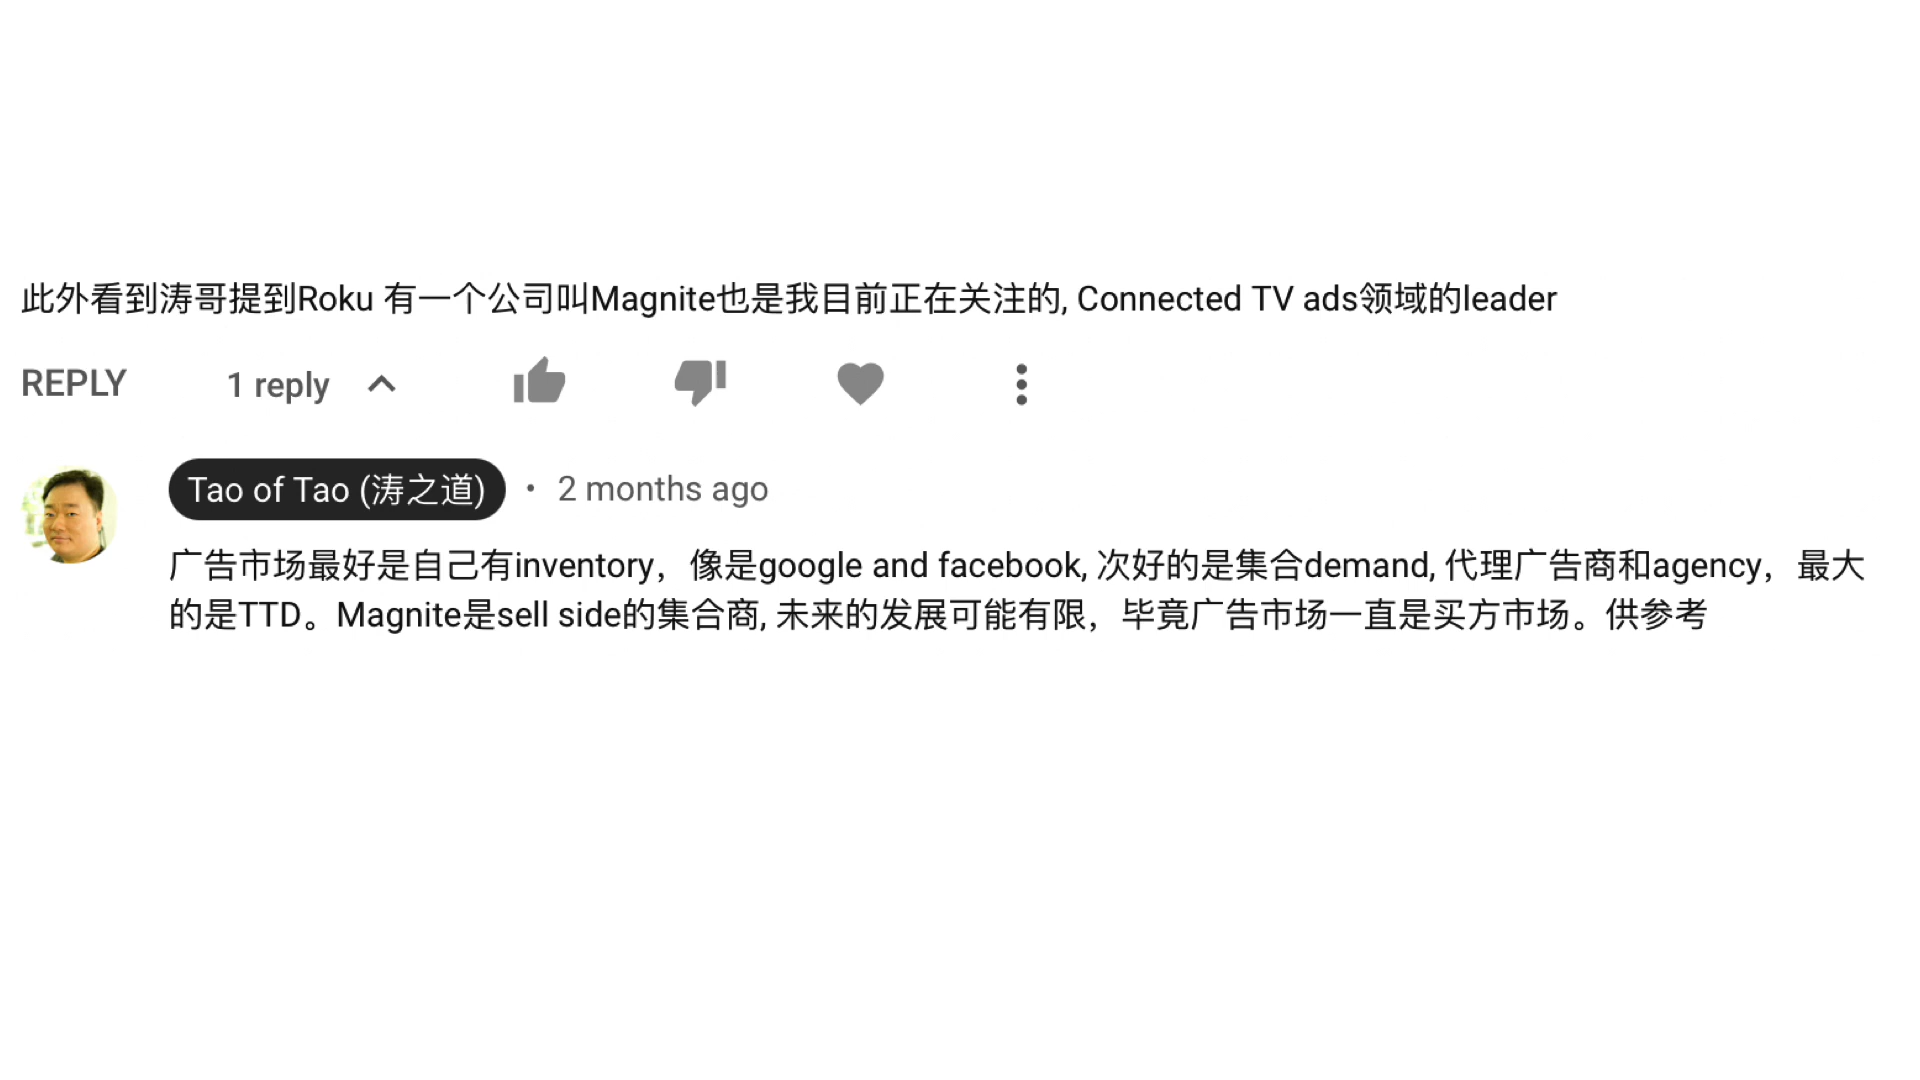 此外看到涛哥提到Roku 有一个公司叫Magnite也是我目前正在关注的, Connected TV ads领域的leader
REPLY 1 reply
Tao of Tao (涛之道) • 2 months ago
广告市场最好是自己有inventory，像是google and facebook, 次好的是集合demand, 代理广告商和agency，最大
的是TTD。Magnite是sell side的集合商, 未来的发展可能有限，毕竟广告市场一直是买方市场。供参考